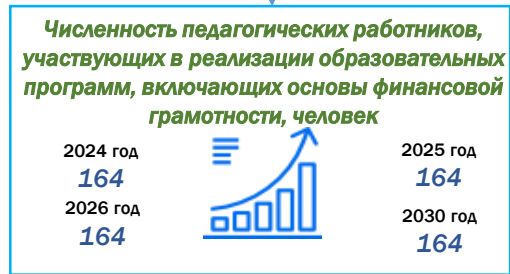 Численность педагогических работников,
участвующих в реализации образовательных
программ, включающих основы финансовой
грамотности, человек
2024 год
164
2025 год
164
2026 год
164
2030 год
164